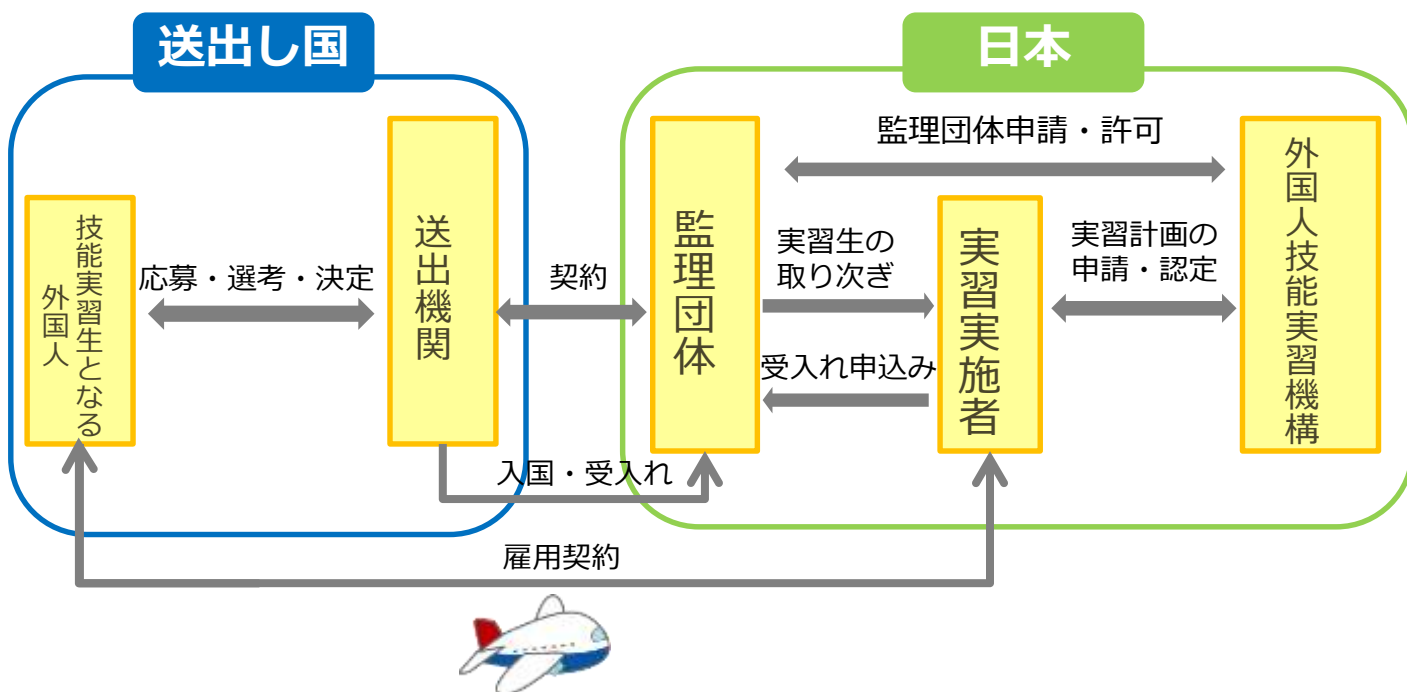 送出し国
日本
技能実習生となる
外国人
応募・選考・決定
送出機関
契約
監理団体
監理団体申請・許可
実習生の
取り次ぎ
受入れ申込み
実習実施者
実習計画の
申請・認定
外国人技能実習機構
入国・受入れ
雇用契約